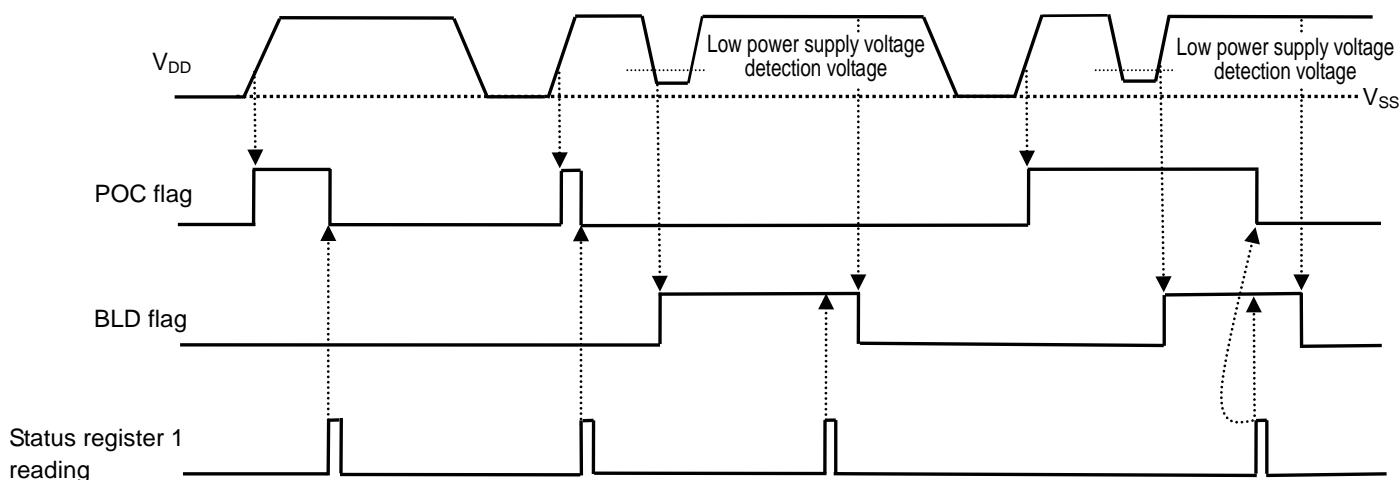 Low power supply voltage
detection voltage
Low power supply voltage
detection voltage
VDD
VSS
POC flag
BLD flag
Status register 1
reading